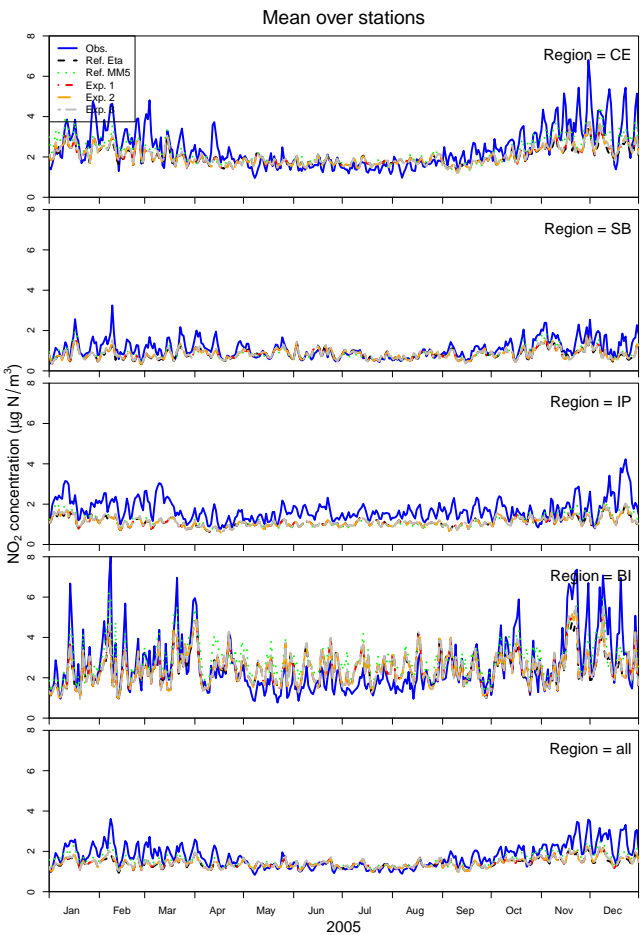 Mean over stations
Obs.
Ref. Eta
Ref. MM5
Exp. 1
Exp. 2
Exp.
Region = CE
Region = SB
Region = IP
Region = BI
Region = all
NO₂ concentration (µg N / m³)
0 2 4 6 8
0 2 4 6 8
0 2 4 6 8
0 2 4 6 8
0 2 4 6 8
Jan Feb Mar Apr May Jun Jul Aug Sep Oct Nov Dec
2005